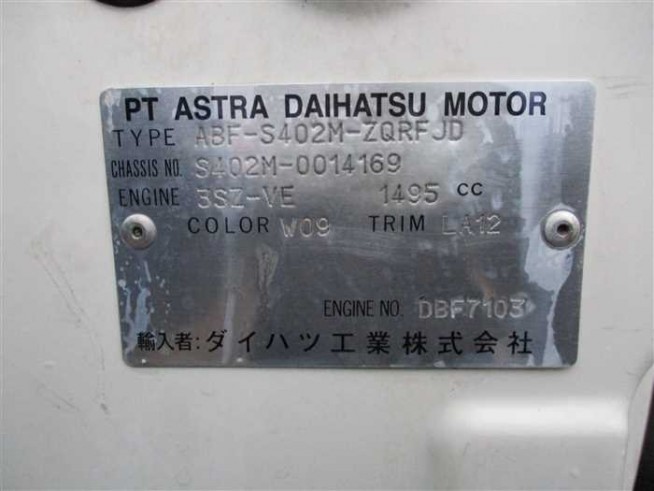 PT ASTRA DAIHATSU MOTOR
TYPE ABF-S402M-ZQRFJD
CHASSIS NO. S402M-0014169
ENGINE 3SZ-VE 1495 cc
COLOR W09 TRIM LA12
ENGINE NO. DBF7103
輸入者:ダイハツ工業株式会社